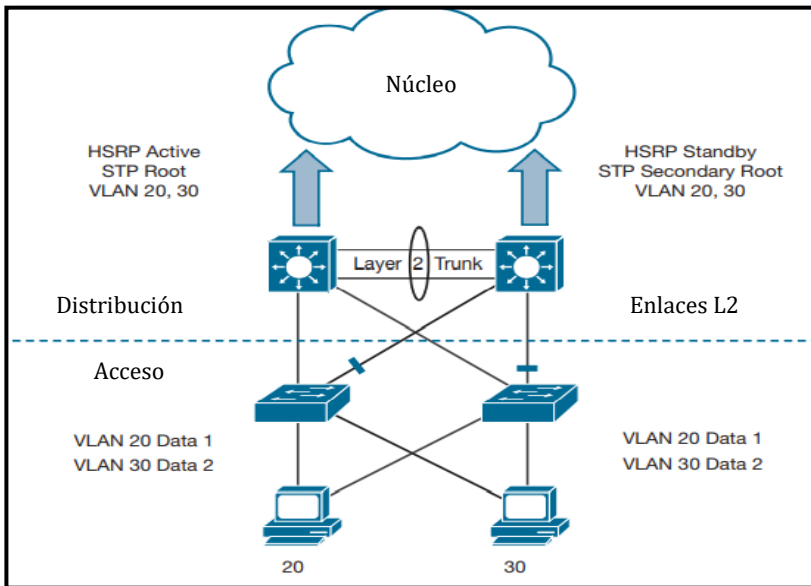 Núcleo
HSRP Active
STP Root
VLAN 20, 30
HSRP Standby
STP Secondary Root
VLAN 20, 30
Layer 2 Trunk
Distribución
Enlaces L2
Acceso
VLAN 20 Data 1
VLAN 30 Data 2
VLAN 20 Data 1
VLAN 30 Data 2
20
30